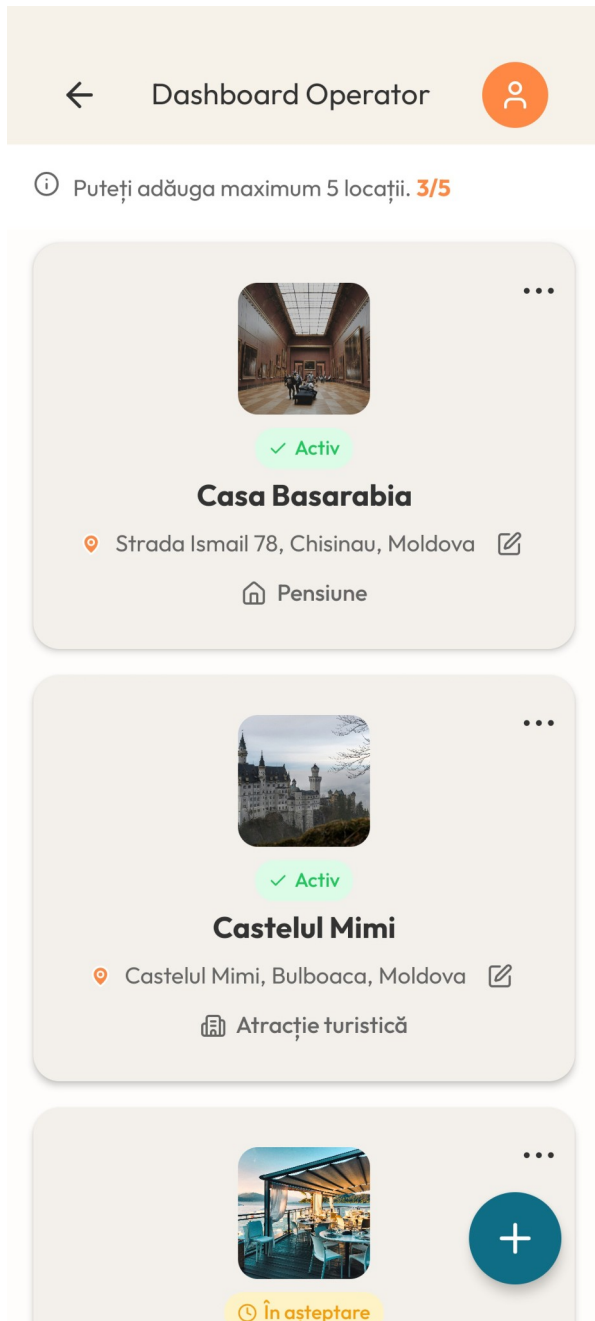 Dashboard Operator
Puteți adăuga maximum 5 locații. 3/5
Activ
Casa Basarabia
Strada Ismail 78, Chisinau, Moldova
Pensiune
Activ
Castelul Mimi
Castelul Mimi, Bulboaca, Moldova
Atracție turistică
În asteptare